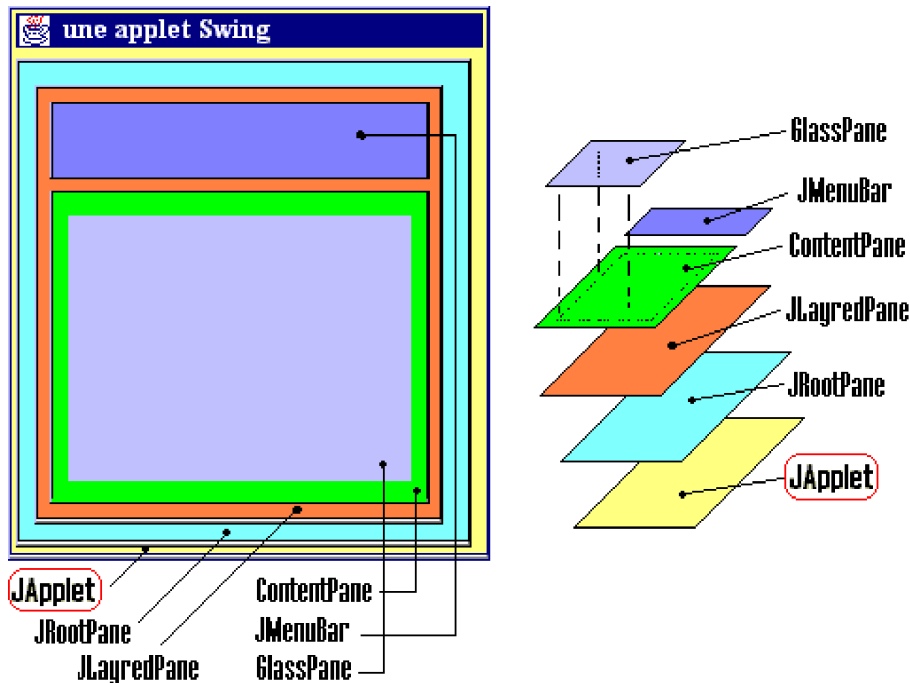 une applet Swing
GlassPane
JMenuBar
ContentPane
JLayredPane
JRootPane
JApplet
JApplet
JRootPane
JLayredPane
ContentPane
JMenuBar
GlassPane